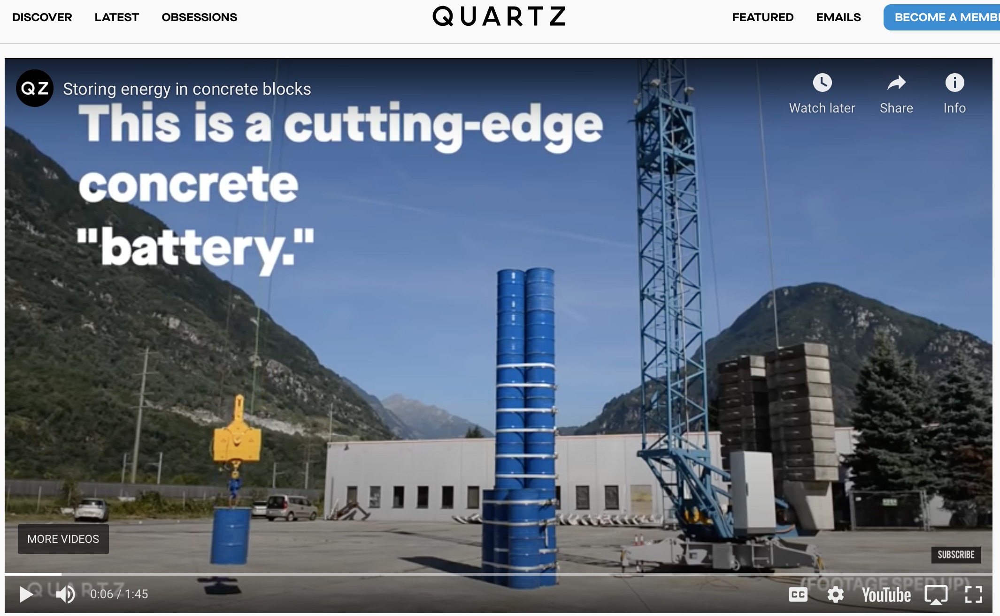 DISCOVER LATEST OBSESSIONS QUARTZ FEATURED EMAILS BECOME A MEMB
QZ Storing energy in concrete blocks
Watch later Share Info
This is a cutting-edge
concrete
"battery."
MORE VIDEOS
SUBSCRIBE
QUARTZ
(FOOTAGE SPED UP)
0:06 / 1:45
CC YouTube